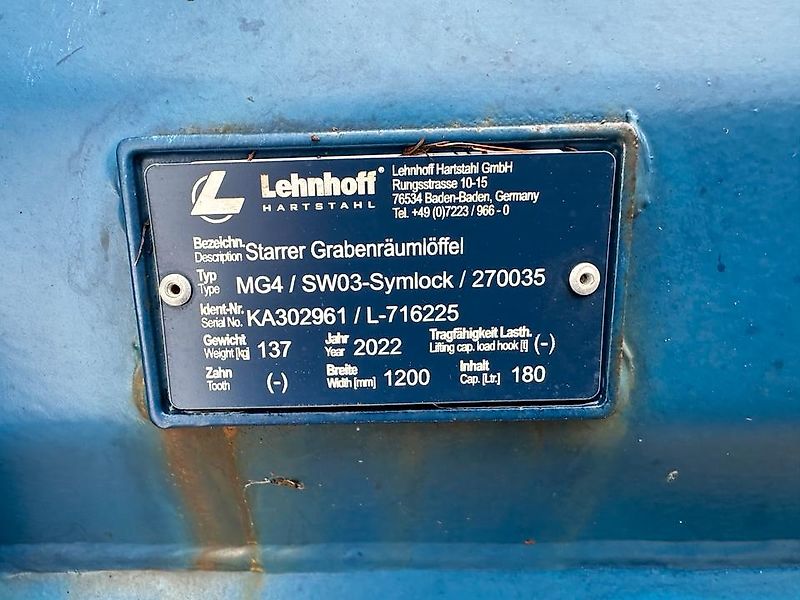 Lehnhoff®
HARTSTAHL
Lehnhoff Hartstahl GmbH
Rungsstrasse 10-15
76534 Baden-Baden, Germany
Tel. +49 (0)7223 / 966 - 0
Bezeichn. Starrer Grabenräumlöffel
Description
Typ MG4 / SW03-Symlock / 270035
Type
Ident-Nr. KA302961 / L-716225
Serial No.
Gewicht 137 Jahr 2022 Tragfähigkeit Lasth. (-)
Weight [kg] Year Lifting cap. load hook [t]
Zahn (-) Breite 1200 Inhalt 180
Tooth Width [mm] Cap. [Ltr.]